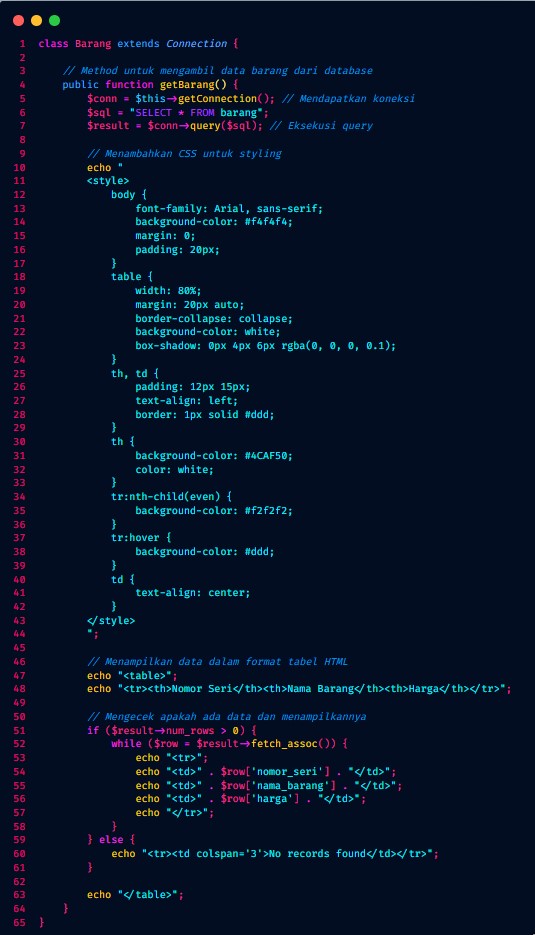 1 class Barang extends Connection {
2
3     // Method untuk mengambil data barang dari database
4     public function getBarang() {
5         $conn = $this->getConnection(); // Mendapatkan koneksi
6         $sql = "SELECT * FROM barang";
7         $result = $conn->query($sql); // Eksekusi query
8
9         // Menambahkan CSS untuk styling
10         echo "
11         <style>
12             body {
13                 font-family: Arial, sans-serif;
14                 background-color: #f4f4f4;
15                 margin: 0;
16                 padding: 20px;
17             }
18             table {
19                 width: 80%;
20                 margin: 20px auto;
21                 border-collapse: collapse;
22                 background-color: white;
23                 box-shadow: 0px 4px 6px rgba(0, 0, 0, 0.1);
24             }
25             th, td {
26                 padding: 12px 15px;
27                 text-align: left;
28                 border: 1px solid #ddd;
29             }
30             th {
31                 background-color: #4CAF50;
32                 color: white;
33             }
34             tr:nth-child(even) {
35                 background-color: #f2f2f2;
36             }
37             tr:hover {
38                 background-color: #ddd;
39             }
40             td {
41                 text-align: center;
42             }
43         </style>
44         ";
45
46         // Menampilkan data dalam format tabel HTML
47         echo "<table>";
48         echo "<tr><th>Nomor Seri</th><th>Nama Barang</th><th>Harga</th></tr>";
49
50         // Mengecek apakah ada data dan menampilkannya
51         if ($result->num_rows > 0) {
52             while ($row = $result->fetch_assoc()) {
53                 echo "<tr>";
54                 echo "<td>" . $row['nomor_seri'] . "</td>";
55                 echo "<td>" . $row['nama_barang'] . "</td>";
56                 echo "<td>" . $row['harga'] . "</td>";
57                 echo "</tr>";
58             }
59         } else {
60             echo "<tr><td colspan='3'>No records found</td></tr>";
61         }
62
63         echo "</table>";
64     }
65 }